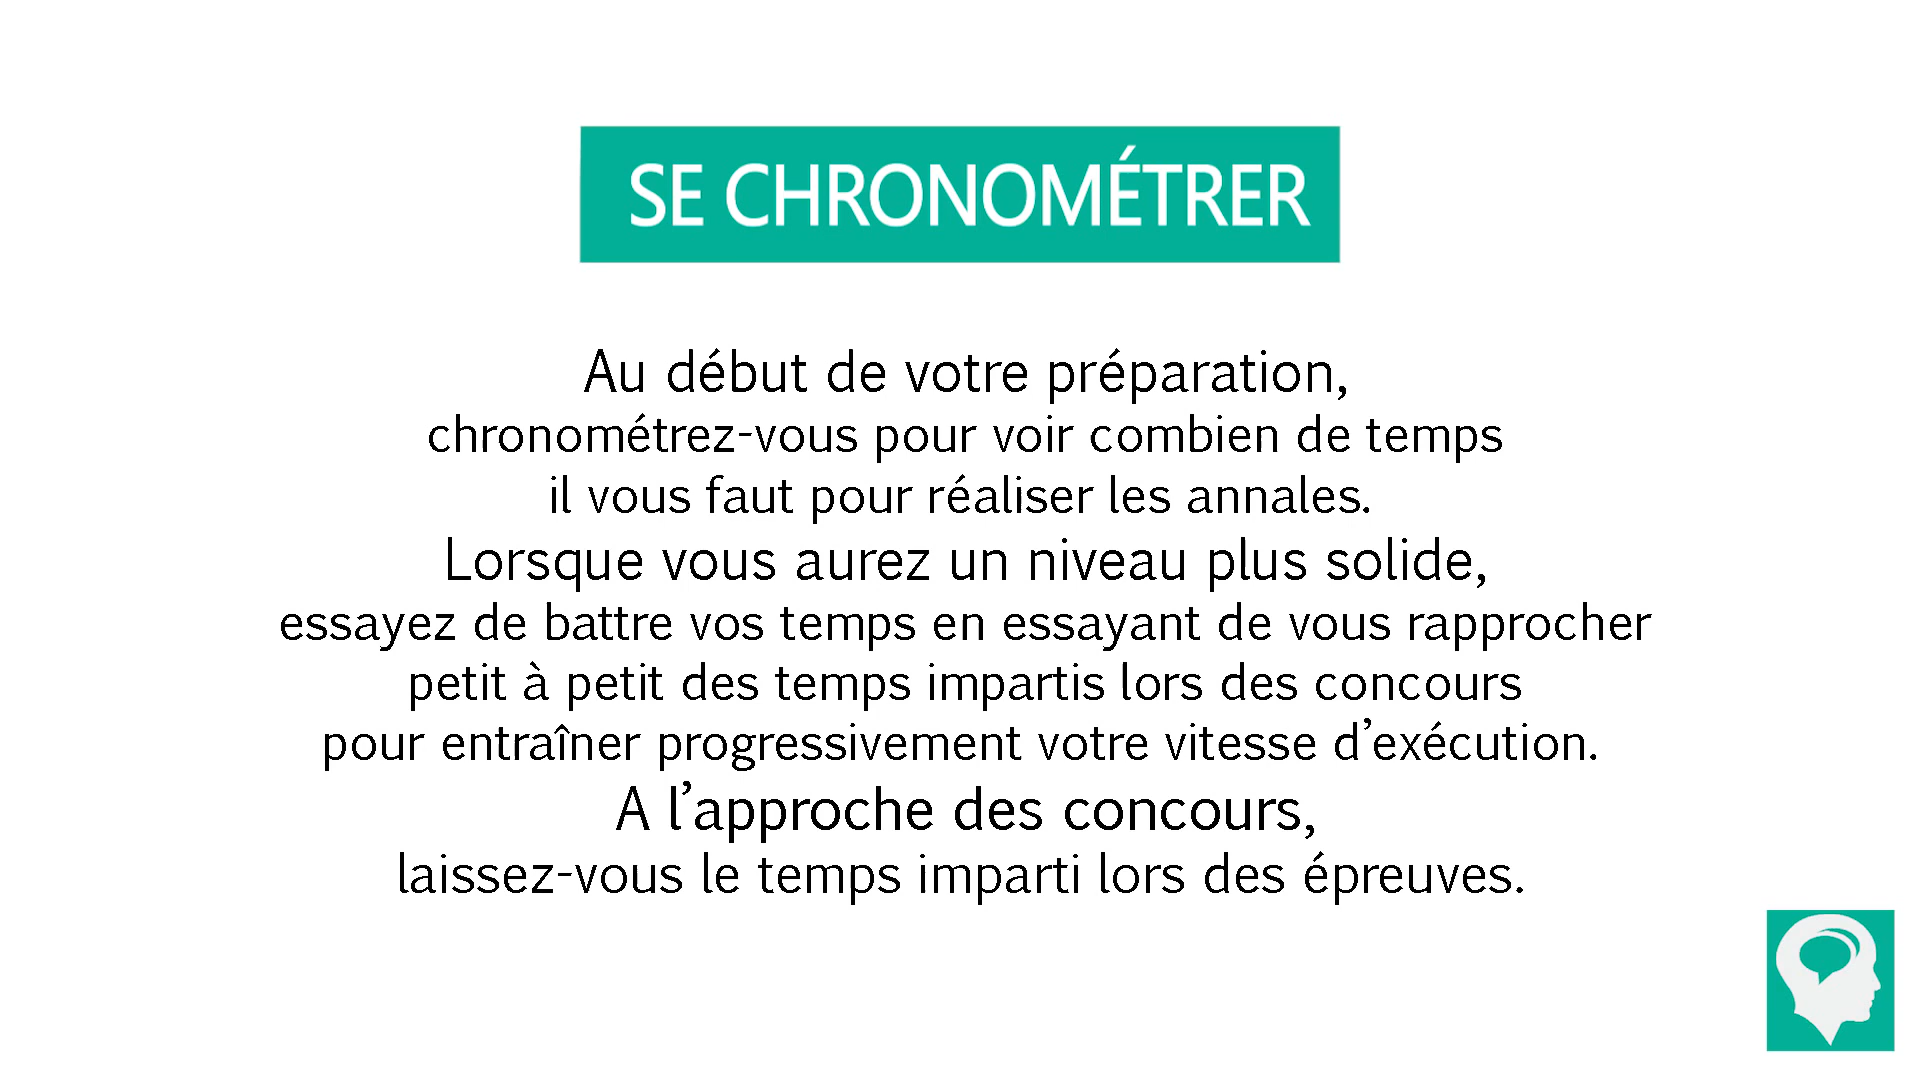 SE CHRONOMÉTRER
Au début de votre préparation,
chronométrez-vous pour voir combien de temps
il vous faut pour réaliser les annales.
Lorsque vous aurez un niveau plus solide,
essayez de battre vos temps en essayant de vous rapprocher
petit à petit des temps impartis lors des concours
pour entraîner progressivement votre vitesse d’exécution.
A l’approche des concours,
laissez-vous le temps imparti lors des épreuves.